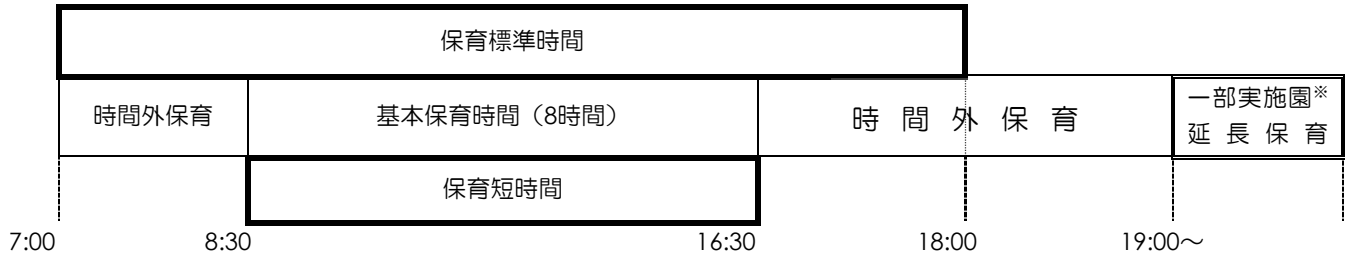 保育標準時間
時間外保育
基本保育時間（8時間）
時間外保育
一部実施園※
延長保育
保育短時間
7:00
8:30
16:30
18:00
19:00～